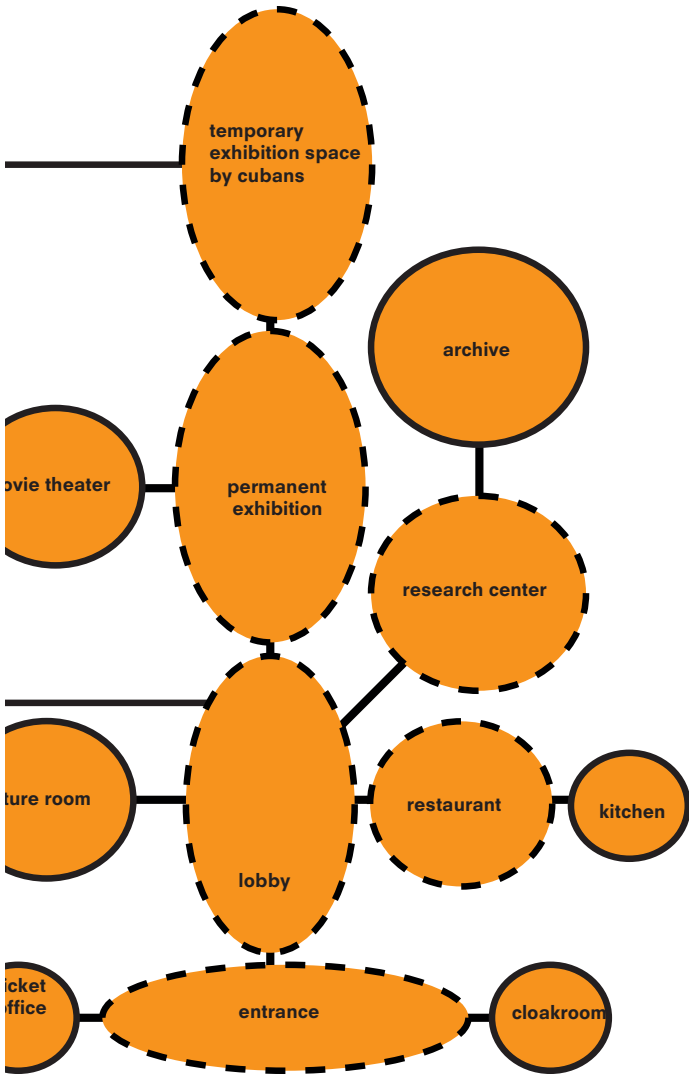 temporary
exhibition space
by cubans
archive
ovie theater
permanent
exhibition
research center
ture room
restaurant
kitchen
lobby
icket
office
entrance
cloakroom